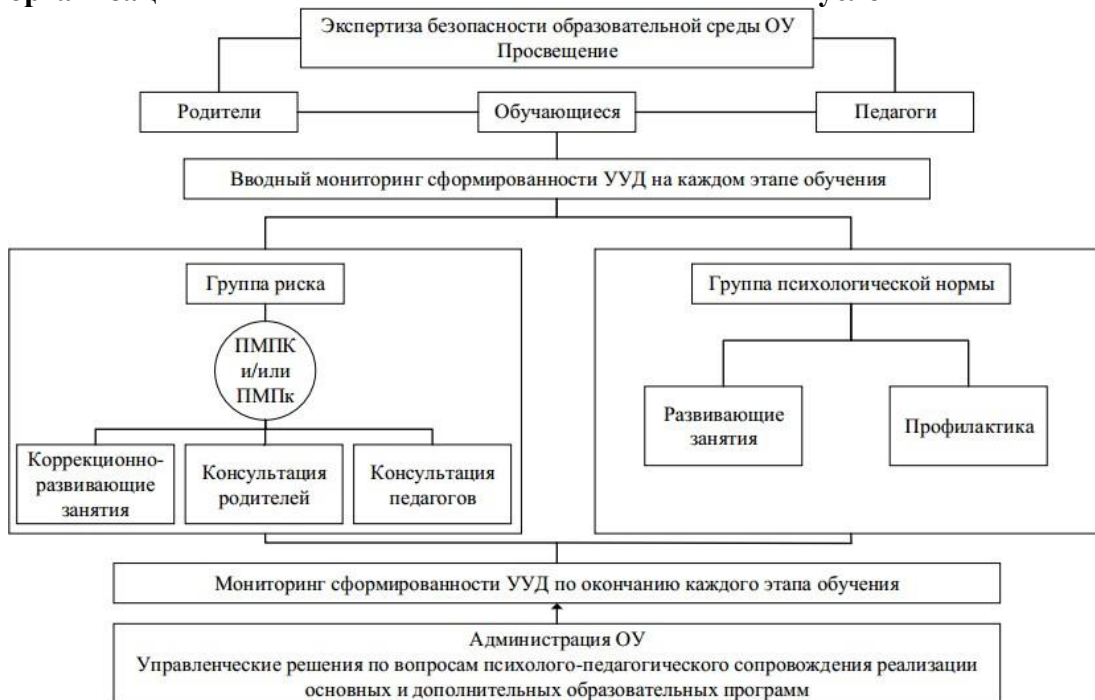 Экспертиза безопасности образовательной среды ОУ
Просвещение
Родители
Обучающиеся
Педагоги
Вводный мониторинг сформированности УУД на каждом этапе обучения
Группа риска
Группа психологической нормы
ПМПК
и/или
ПМПк
Развивающие
занятия
Профилактика
Коррекционно-
развивающие
занятия
Консультация
родителей
Консультация
педагогов
Мониторинг сформированности УУД по окончанию каждого этапа обучения
Администрация ОУ
Управленческие решения по вопросам психолого-педагогического сопровождения реализации
основных и дополнительных образовательных программ